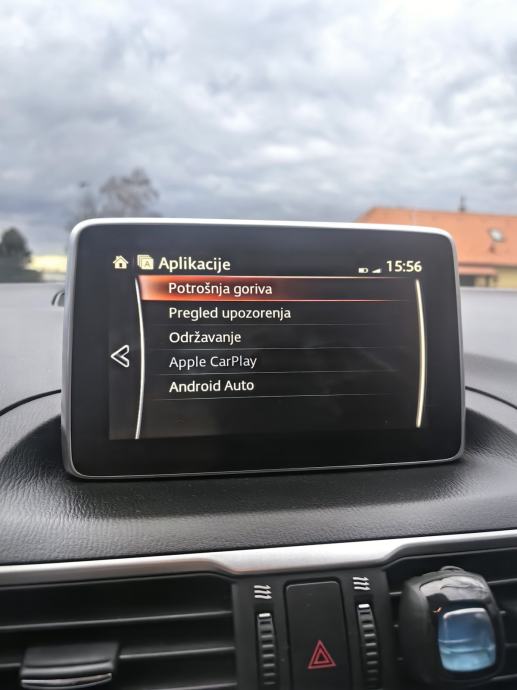 A Aplikacije 15:56
Potrošnja goriva
Pregled upozorenja
Održavanje
Apple CarPlay
Android Auto